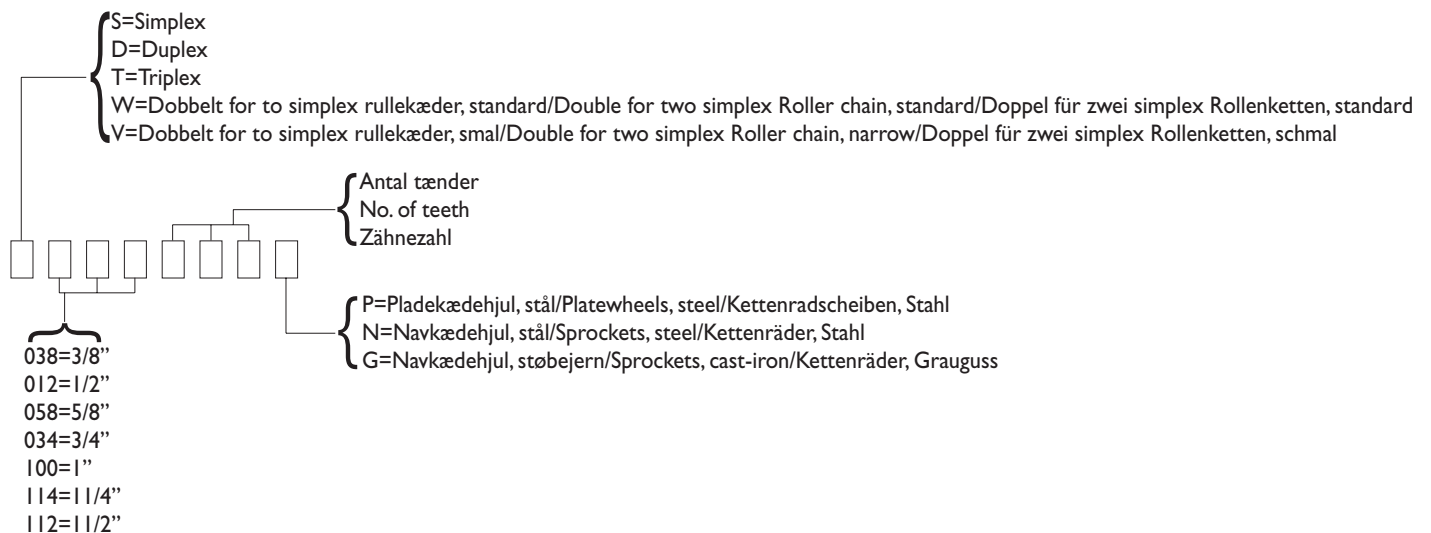 S=Simplex
D=Duplex
T=Triplex
W=Dobbelt for to simplex rullekæder, standard/Double for two simplex Roller chain, standard/Doppel für zwei simplex Rollenketten, standard
V=Dobbelt for to simplex rullekæder, smal/Double for two simplex Roller chain, narrow/Doppel für zwei simplex Rollenketten, schmal
Antal tænder
No. of teeth
Zähnezahl
P=Pladekædehjul, stål/Platewheels, steel/Kettenradscheiben, Stahl
N=Navkædehjul, stål/Sprockets, steel/Kettenräder, Stahl
G=Navkædehjul, støbejern/Sprockets, cast-iron/Kettenräder, Grauguss
038=3/8”
012=1/2”
058=5/8”
034=3/4”
100=1”
114=11/4”
112=11/2”